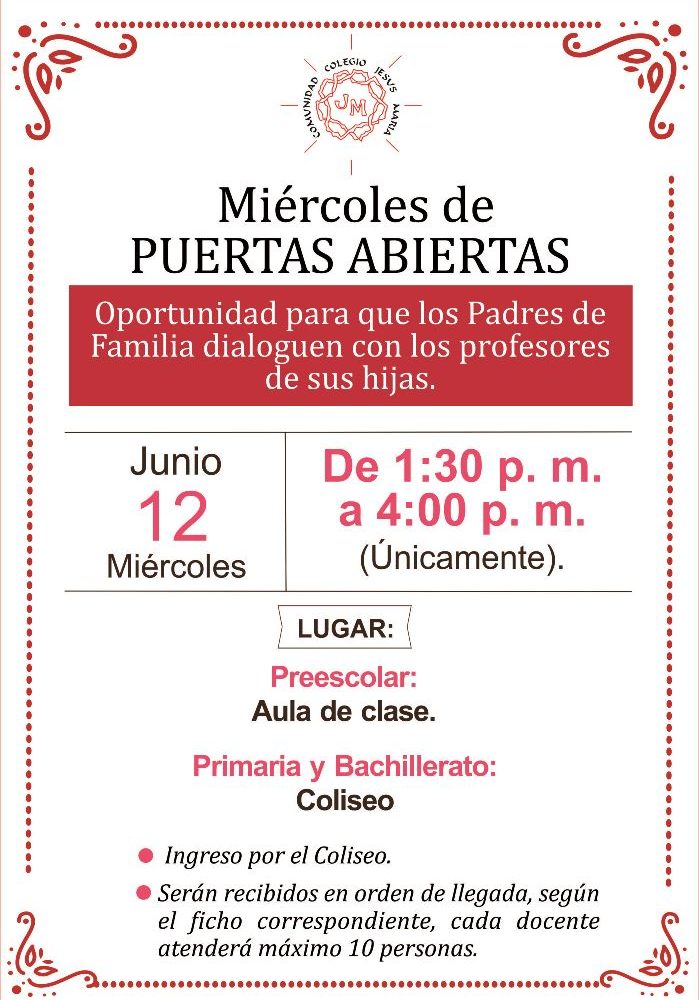 COMUNIDAD COLEGIO JESUS MARIA
JM
Miércoles de
PUERTAS ABIERTAS
Oportunidad para que los Padres de
Familia dialoguen con los profesores
de sus hijas.
Junio
12
Miércoles
De 1:30 p. m.
a 4:00 p. m.
(Únicamente).
LUGAR:
Preescolar:
Aula de clase.
Primaria y Bachillerato:
Coliseo
Ingreso por el Coliseo.
Serán recibidos en orden de llegada, según
el ficho correspondiente, cada docente
atenderá máximo 10 personas.